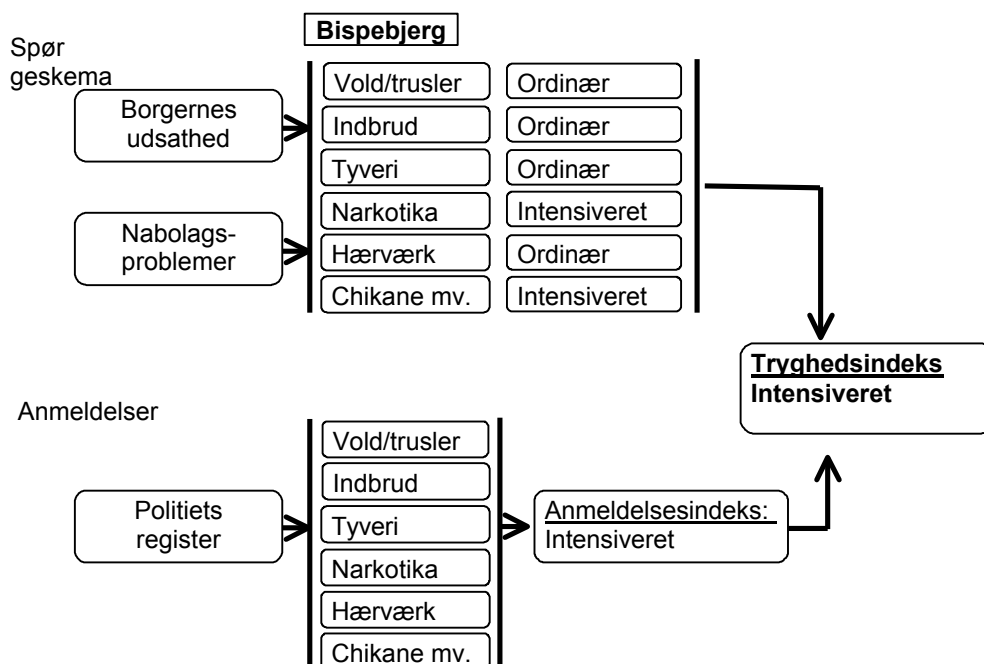 Bispebjerg
Spør
geskema
Borgernes
udsathed
Nabolags-
problemer
Vold/trusler Ordinær
Indbrud Ordinær
Tyveri Ordinær
Narkotika Intensiveret
Hærværk Ordinær
Chikane mv. Intensiveret
Tryghedsindeks
Intensiveret
Anmeldelser
Politiets
register
Vold/trusler
Indbrud
Tyveri
Narkotika
Hærværk
Chikane mv.
Anmeldelsesindeks:
Intensiveret